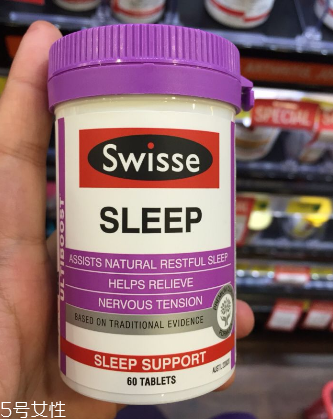 Swisse
SLEEP
ULTIBOOST
ASSISTS NATURAL RESTFUL SLEEP
HELPS RELIEVE
NERVOUS TENSION
BASED ON TRADITIONAL EVIDENCE
SLEEP SUPPORT
60 TABLETS
SPECIAL
5号女性